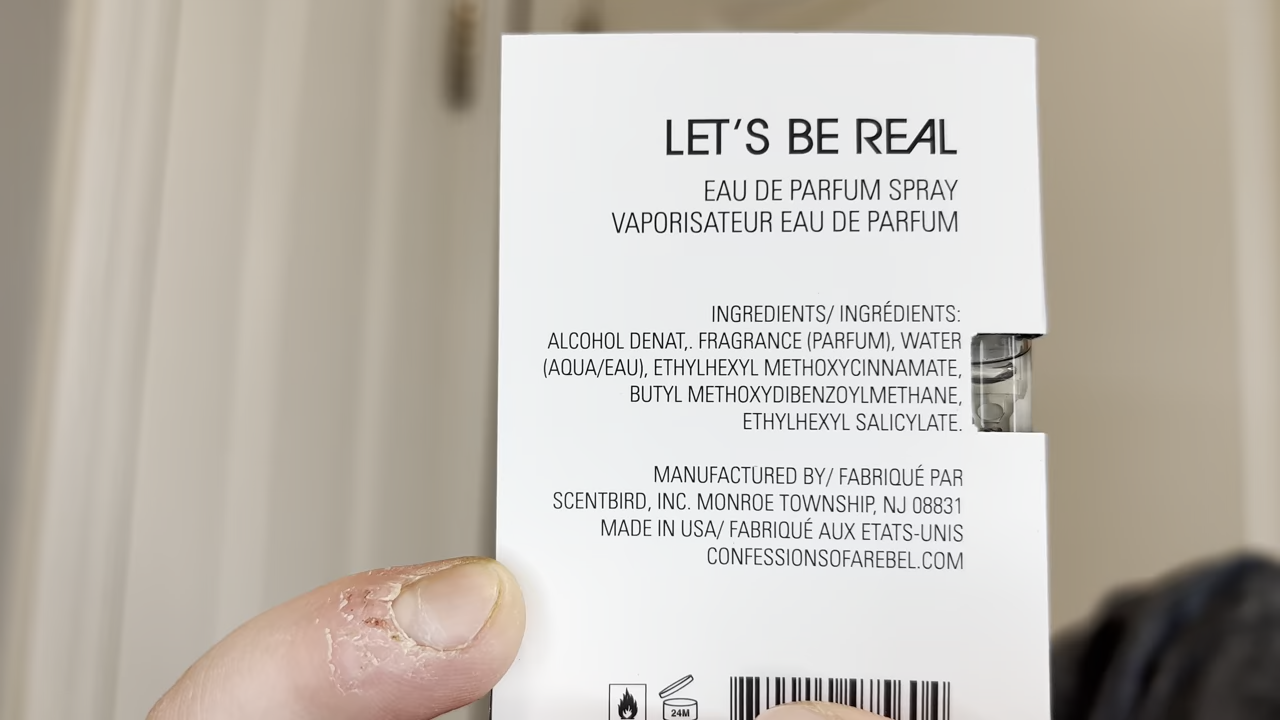 LET'S BE REAL
EAU DE PARFUM SPRAY
VAPORISATEUR EAU DE PARFUM
INGREDIENTS/ INGRÉDIENTS:
ALCOHOL DENAT,. FRAGRANCE (PARFUM), WATER
(AQUA/EAU), ETHYLHEXYL METHOXYCINNAMATE,
BUTYL METHOXYDIBENZOYLMETHANE,
ETHYLHEXYL SALICYLATE.
MANUFACTURED BY/ FABRIQUÉ PAR
SCENTBIRD, INC. MONROE TOWNSHIP, NJ 08831
MADE IN USA/ FABRIQUÉ AUX ETATS-UNIS
CONFESSIONSOFAREBEL.COM
24M